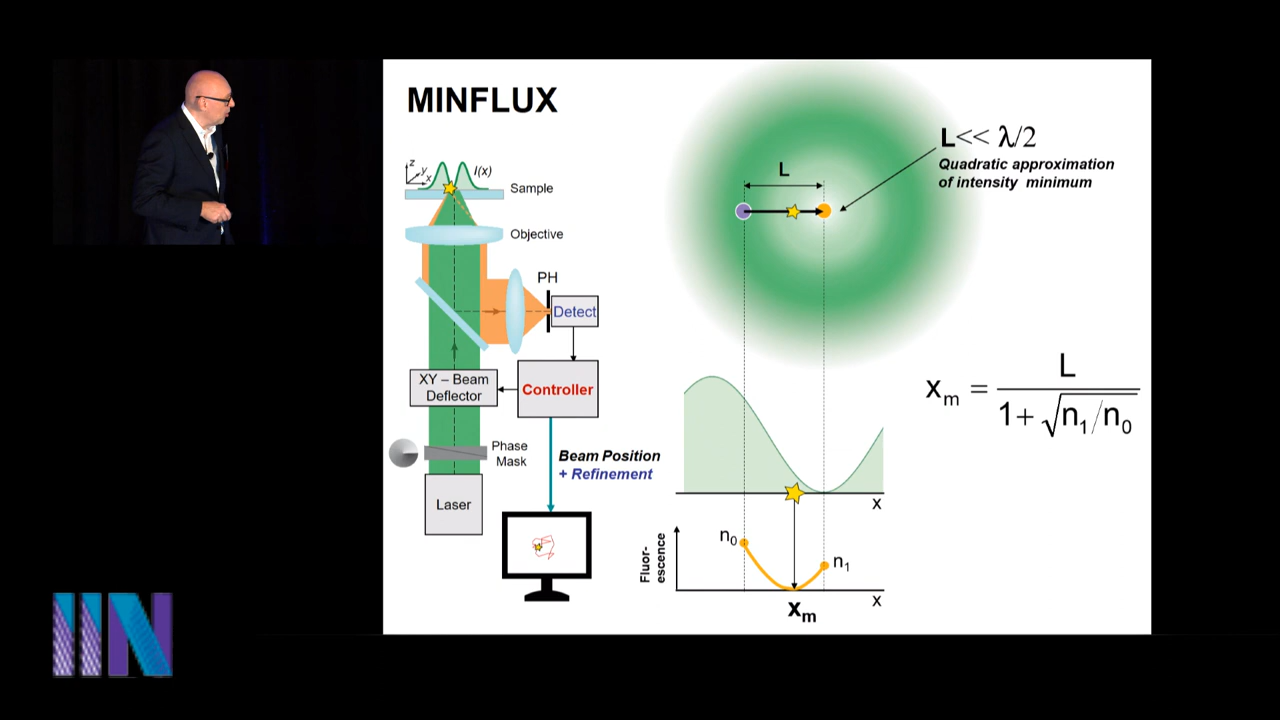 MINFLUX
z
y
x
I(x)
Sample
Objective
PH
Detect
XY – Beam
Deflector
Controller
Phase
Mask
Laser
Beam Position
+ Refinement
L
L<< λ/2
Quadratic approximation
of intensity minimum
x
xₘ = L / (1+ √n₁/n₀)
Fluor-
escence
n₀
n₁
x
xₘ
IIN